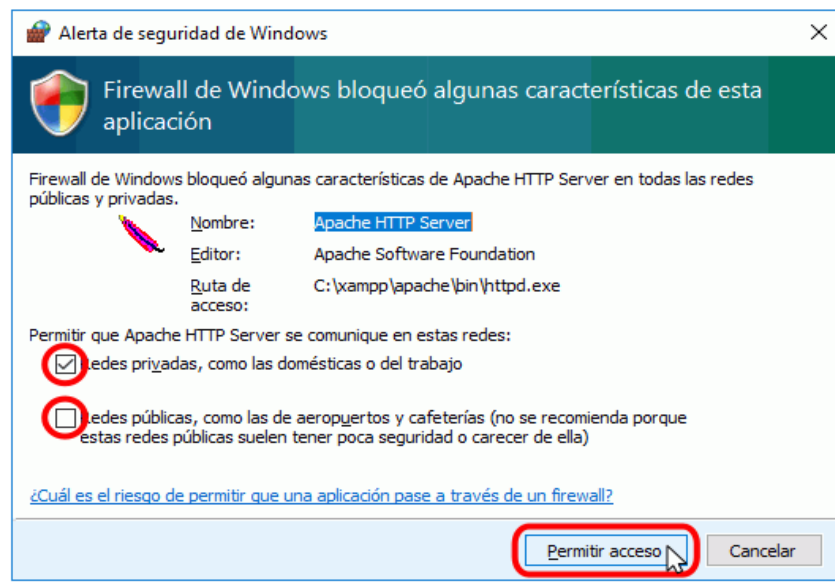 Alerta de seguridad de Windows
Firewall de Windows bloqueó algunas características de esta
aplicación
Firewall de Windows bloqueó algunas características de Apache HTTP Server en todas las redes
públicas y privadas.
Nombre: Apache HTTP Server
Editor: Apache Software Foundation
Ruta de acceso: C:\xampp\apache\bin\httpd.exe
Permitir que Apache HTTP Server se comunique en estas redes:
Redes privadas, como las domésticas o del trabajo
Redes públicas, como las de aeropuertos y cafeterías (no se recomienda porque
estas redes públicas suelen tener poca seguridad o carecer de ella)
¿Cuál es el riesgo de permitir que una aplicación pase a través de un firewall?
Permitir acceso Cancelar